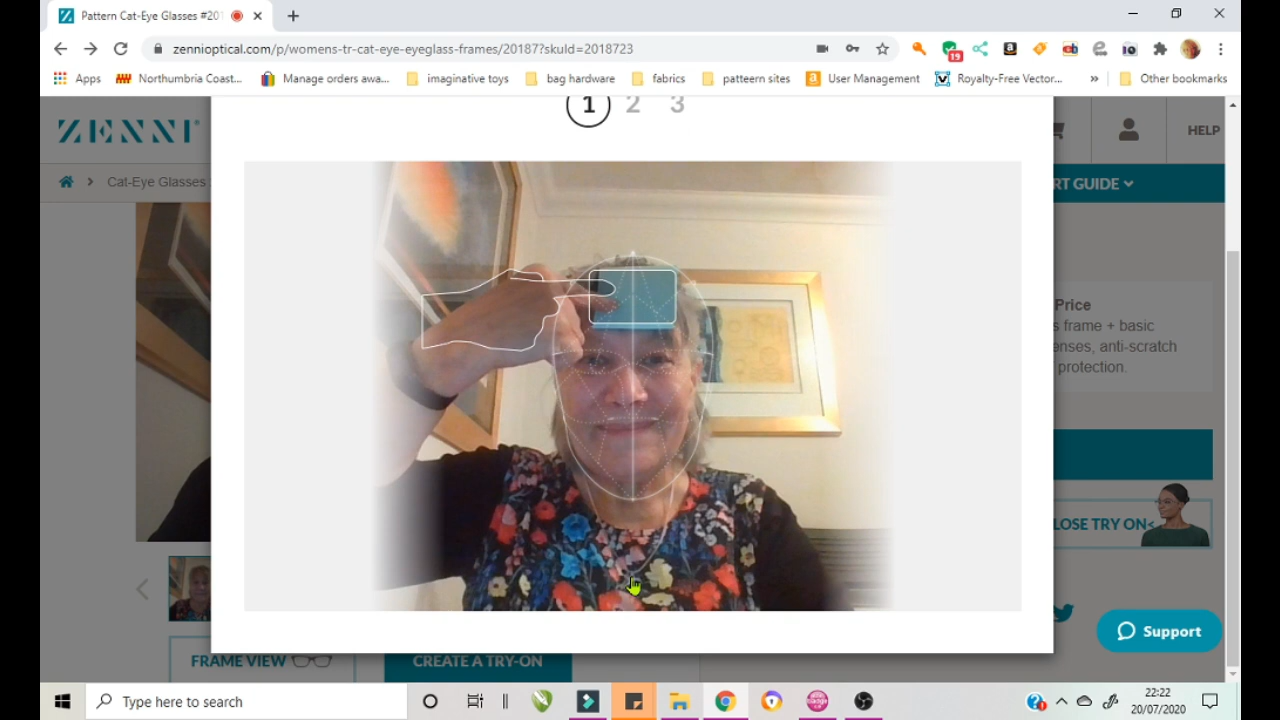 Pattern Cat-Eye Glasses #201
zennioptical.com/p/womens-tr-cat-eye-eyeglass-frames/20187?skuId=2018723
19
Apps
Northumbria Coast...
Manage orders awa...
imaginative toys
bag hardware
fabrics
patteern sites
User Management
Royalty-Free Vector...
»
Other bookmarks
1 2 3
ZENNI
HELP
Cat-Eye Glasses
RT GUIDE
Price
s frame + basic
enses, anti-scratch
protection.
LOSE TRY ON
Support
FRAME VIEW
CREATE A TRY-ON
Type here to search
22:22
20/07/2020